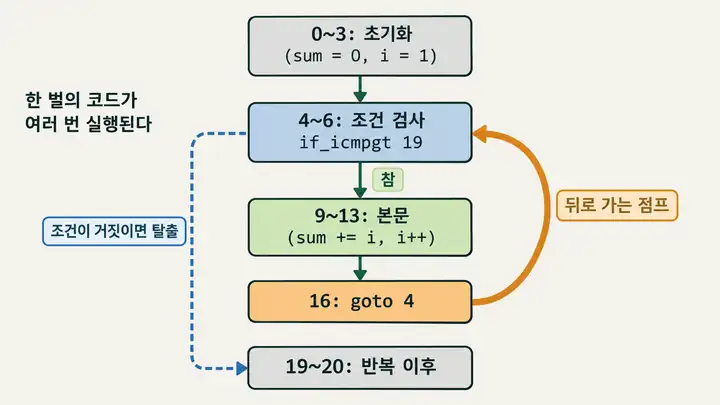 0~3: 초기화
(sum = 0, i = 1)
한 벌의 코드가
여러 번 실행된다
4~6: 조건 검사
if_icmpgt 19
참
9~13: 본문
(sum += i, i++)
뒤로 가는 점프
조건이 거짓이면 탈출
16: goto 4
19~20: 반복 이후